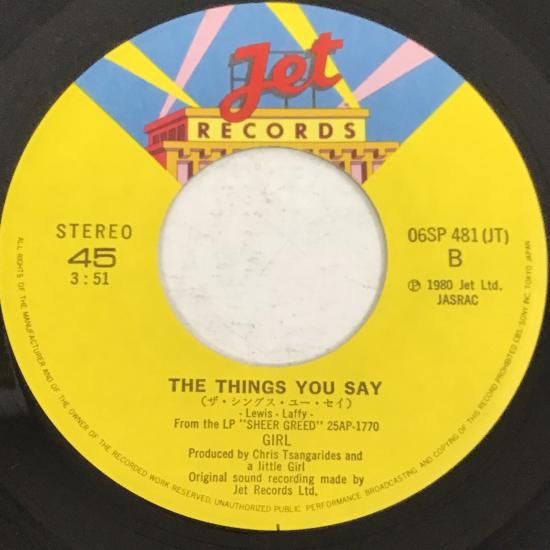 Jet
RECORDS
STEREO
45
3:51
06SP 481(JT)
B
Ⓟ 1980 Jet Ltd.
JASRAC
THE THINGS YOU SAY
(ザ・シングス・ユー・セイ)
- Lewis - Laffy -
From the LP "SHEER GREED" 25AP-1770
GIRL
Produced by Chris Tsangarides and
a little Girl
Original sound recording made by
Jet Records Ltd.
ALL RIGHTS OF THE MANUFACTURER AND OF THE OWNER OF THE RECORDED WORK RESERVED, UNAUTHORIZED PUBLIC PERFORMANCE, BROADCASTING AND COPYING OF THIS RECORD PROHIBITED CBS/SONY INC. TOKYO JAPAN